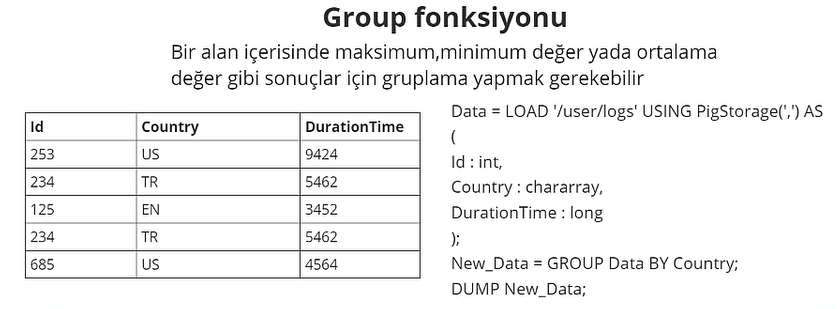 Group fonksiyonu
Bir alan içerisinde maksimum,minimum değer yada ortalama
değer gibi sonuçlar için gruplama yapmak gerekebilir
Id Country DurationTime
253 US 9424
234 TR 5462
125 EN 3452
234 TR 5462
685 US 4564
Data = LOAD '/user/logs' USING PigStorage(',') AS
(
Id : int,
Country : chararray,
DurationTime : long
);
New_Data = GROUP Data BY Country;
DUMP New_Data;